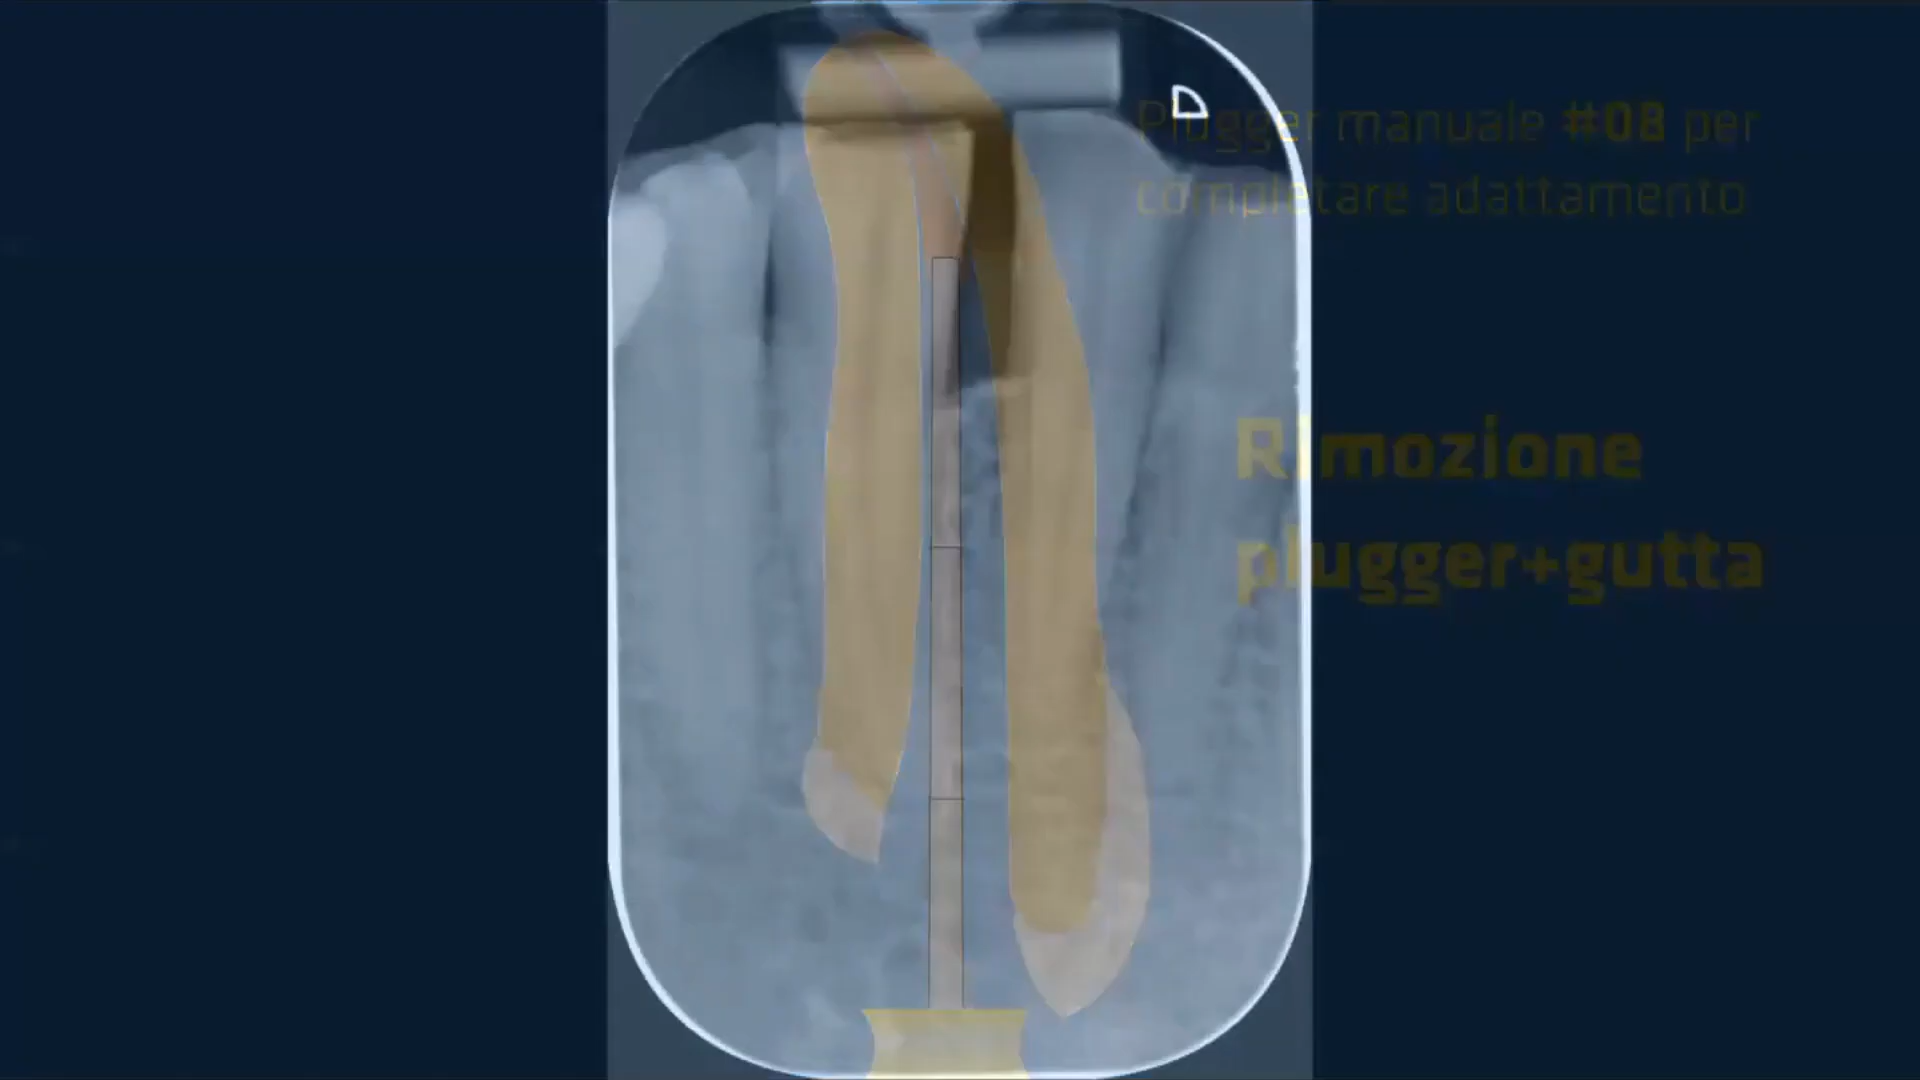 Plugger manuale #08 per
completare adattamento
Rimozione
plugger+gutta